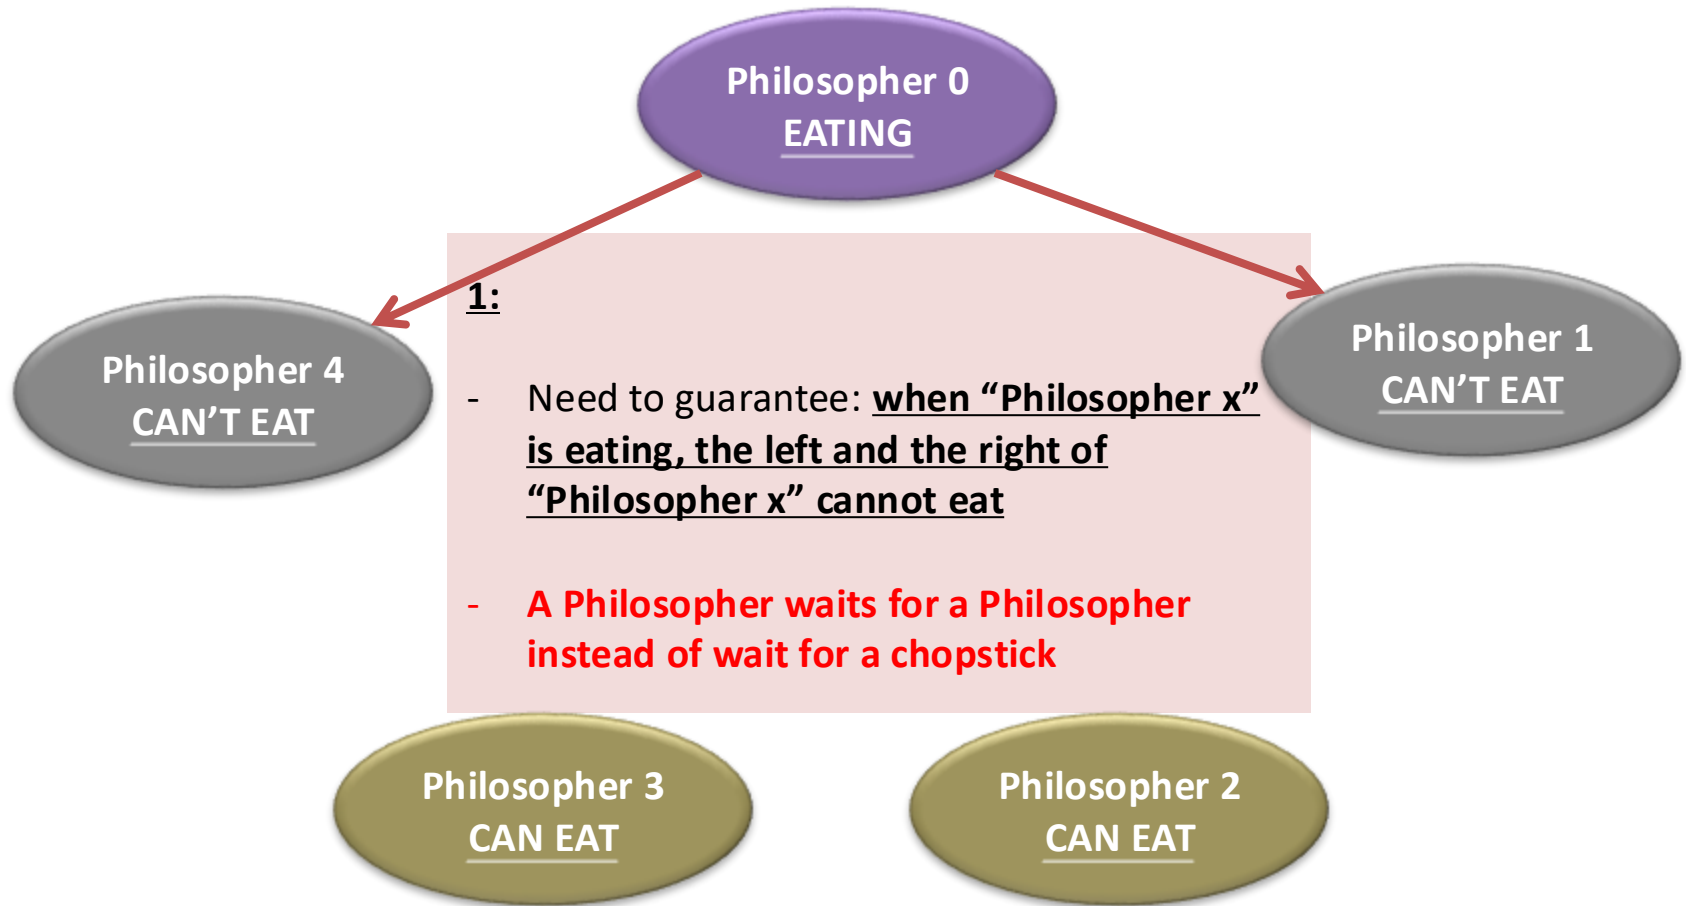 Philosopher 0
EATING
1:
Philosopher 4
CAN’T EAT
Philosopher 1
CAN’T EAT
- Need to guarantee: when “Philosopher x”
is eating, the left and the right of
“Philosopher x” cannot eat
- A Philosopher waits for a Philosopher
instead of wait for a chopstick
Philosopher 3
CAN EAT
Philosopher 2
CAN EAT